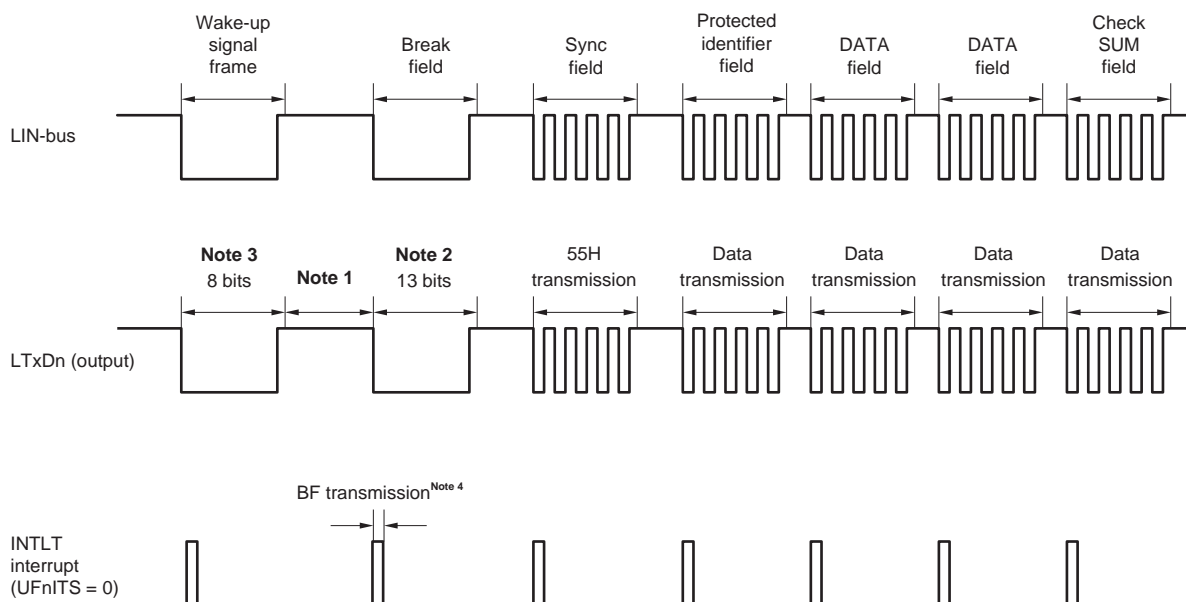 Wake-up
signal
frame
Break
field
Sync
field
Protected
identifier
field
DATA
field
DATA
field
Check
SUM
field
LIN-bus
Note 3
8 bits
Note 1
Note 2
13 bits
55H
transmission
Data
transmission
Data
transmission
Data
transmission
Data
transmission
LTxDn (output)
BF transmission Note 4
INTLT
interrupt
(UFnITS = 0)